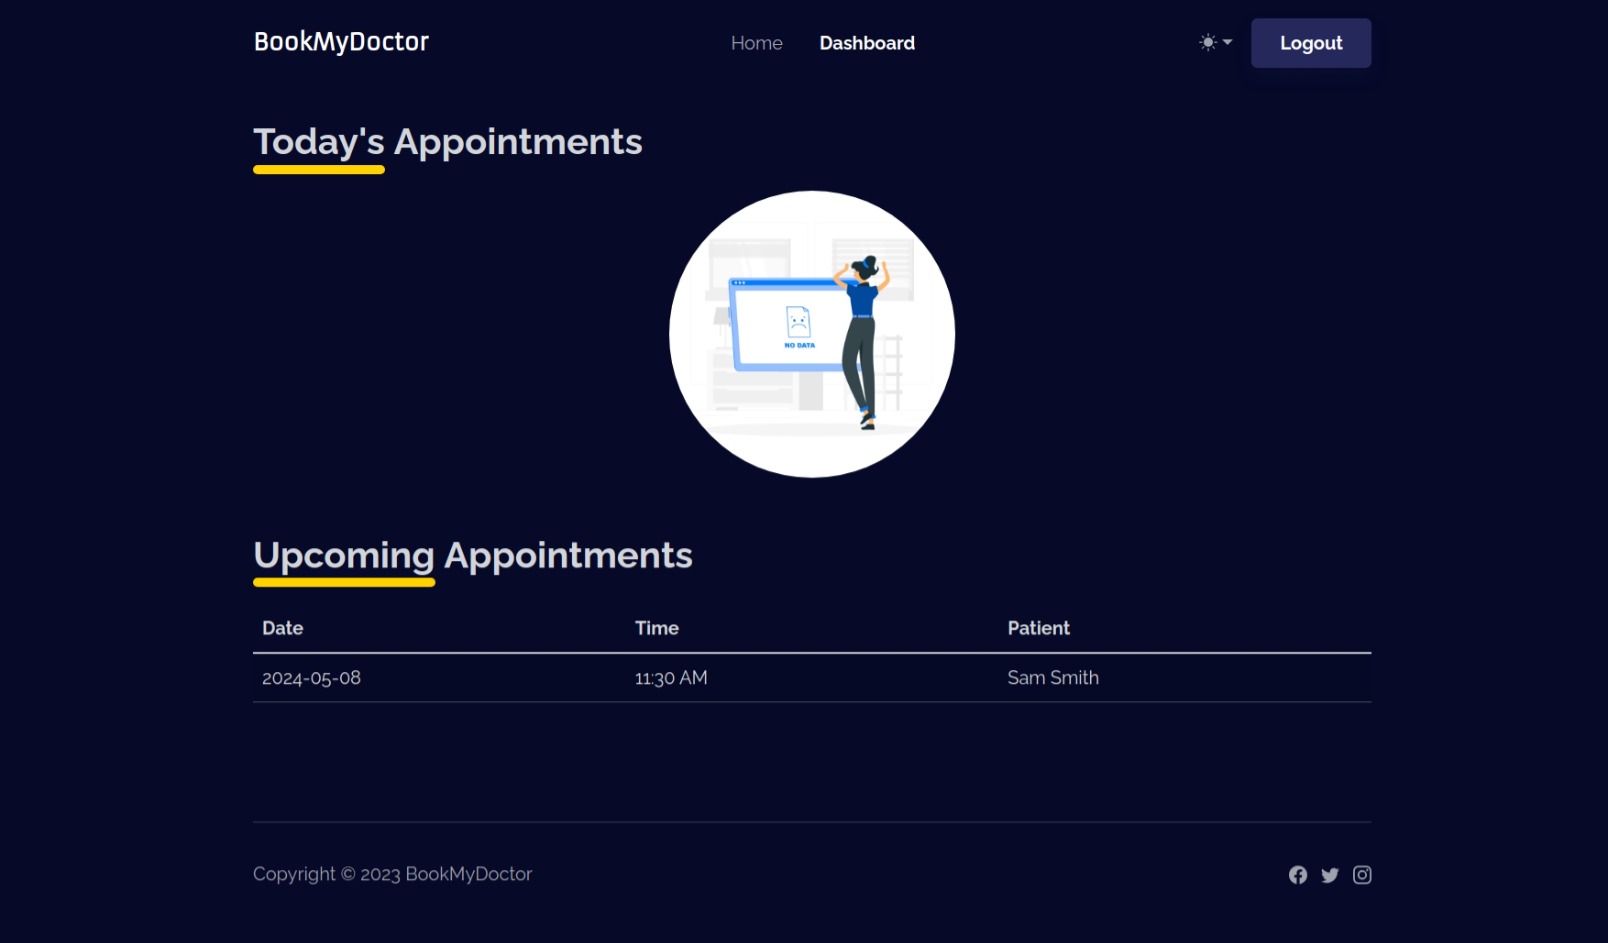 BookMyDoctor Home Dashboard Logout
Today's Appointments
NO DATA
Upcoming Appointments
Date Time Patient
2024-05-08 11:30 AM Sam Smith
Copyright © 2023 BookMyDoctor